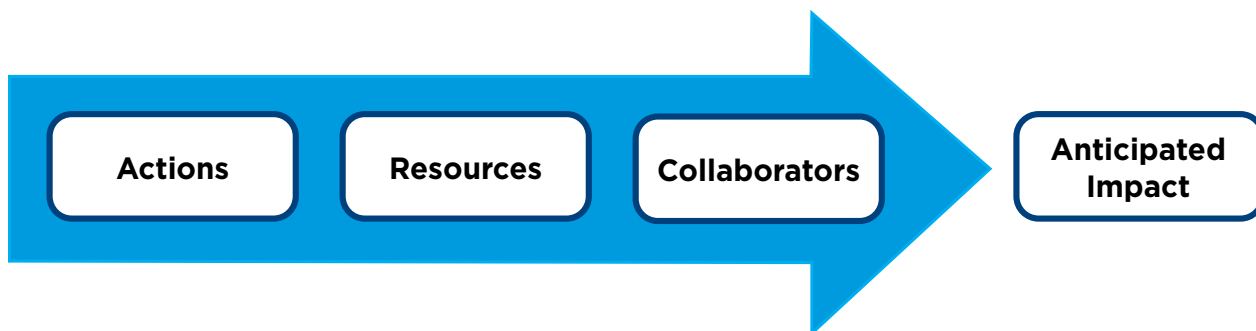 Actions
Resources
Collaborators
Anticipated
Impact